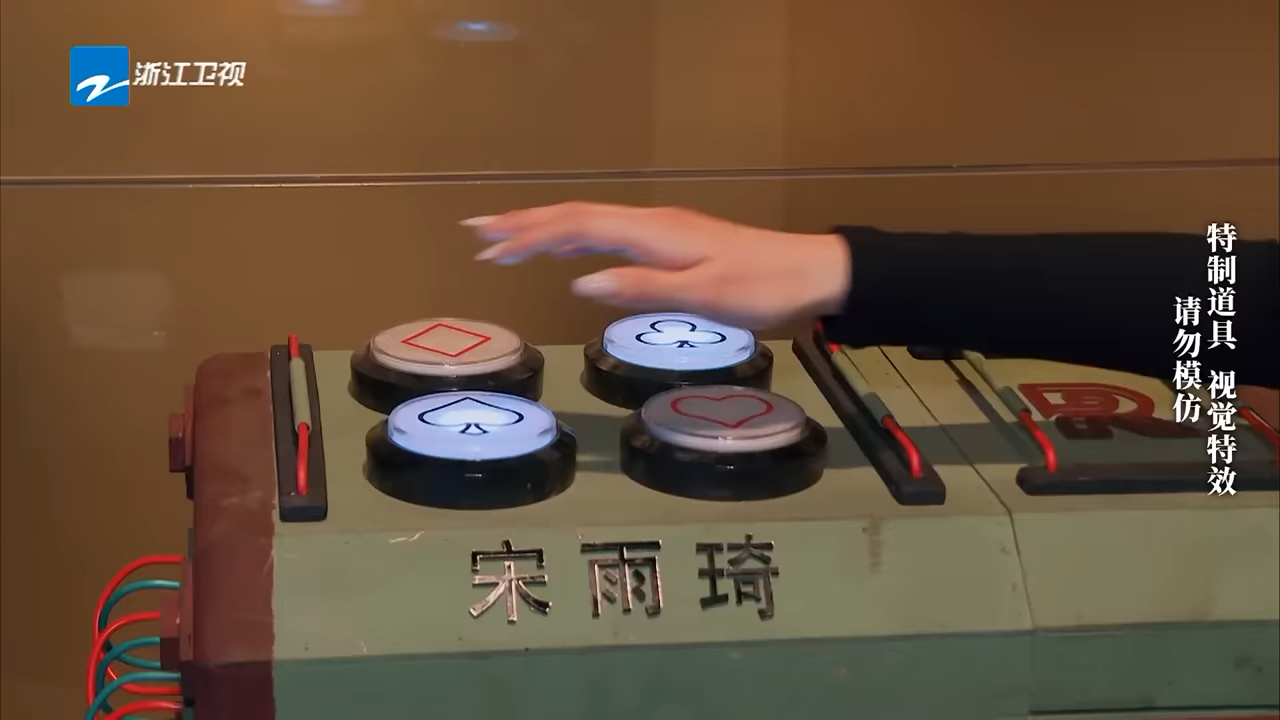 浙江卫视
特制道具 视觉特效
请勿模仿
宋雨琦